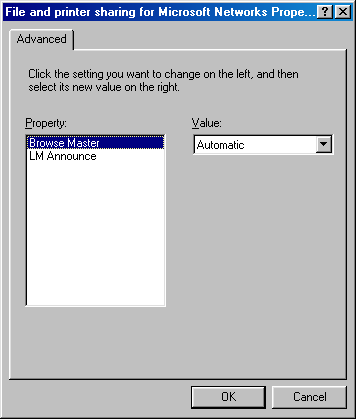 File and printer sharing for Microsoft Networks Prope...
Advanced
Click the setting you want to change on the left, and then
select its new value on the right.
Property:
Value:
Browse Master
Automatic
LM Announce
OK
Cancel